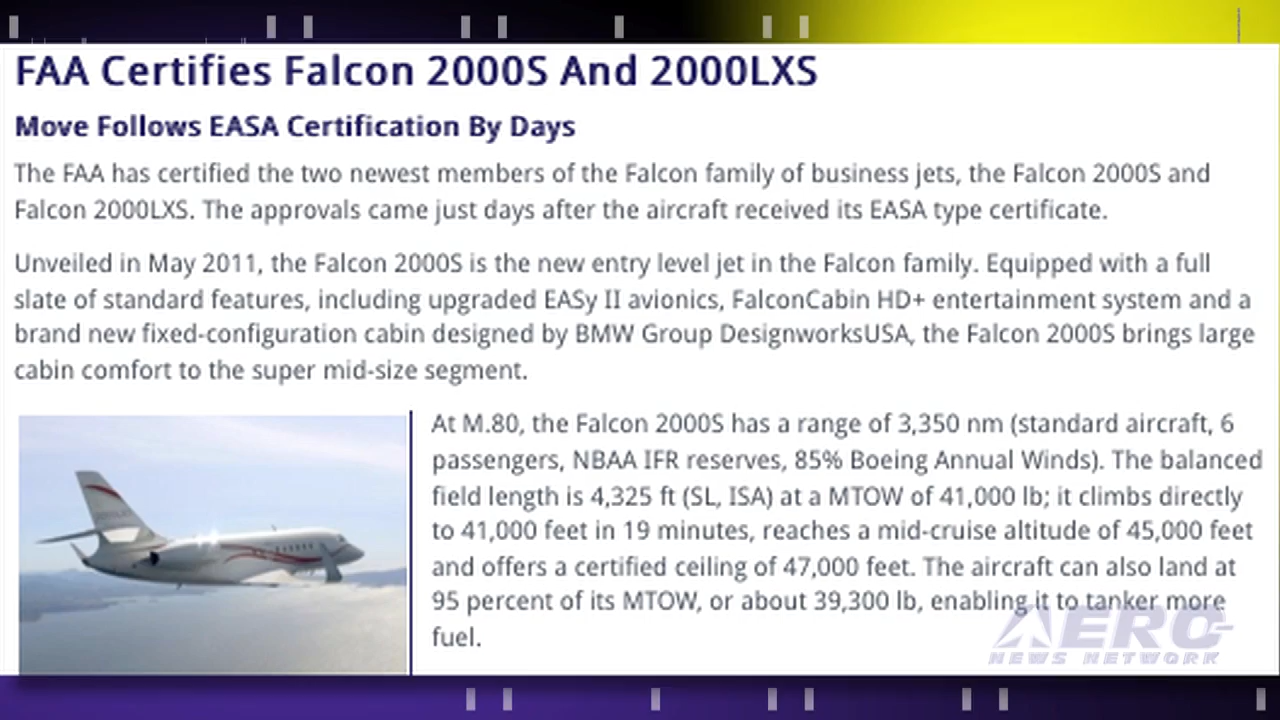 FAA Certifies Falcon 2000S And 2000LXS
Move Follows EASA Certification By Days
The FAA has certified the two newest members of the Falcon family of business jets, the Falcon 2000S and
Falcon 2000LXS. The approvals came just days after the aircraft received its EASA type certificate.
Unveiled in May 2011, the Falcon 2000S is the new entry level jet in the Falcon family. Equipped with a full
slate of standard features, including upgraded EASy II avionics, FalconCabin HD+ entertainment system and a
brand new fixed-configuration cabin designed by BMW Group DesignworksUSA, the Falcon 2000S brings large
cabin comfort to the super mid-size segment.
At M.80, the Falcon 2000S has a range of 3,350 nm (standard aircraft, 6
passengers, NBAA IFR reserves, 85% Boeing Annual Winds). The balanced
field length is 4,325 ft (SL, ISA) at a MTOW of 41,000 lb; it climbs directly
to 41,000 feet in 19 minutes, reaches a mid-cruise altitude of 45,000 feet
and offers a certified ceiling of 47,000 feet. The aircraft can also land at
95 percent of its MTOW, or about 39,300 lb, enabling it to tanker more
fuel.
AERO
NEWS NETWORK